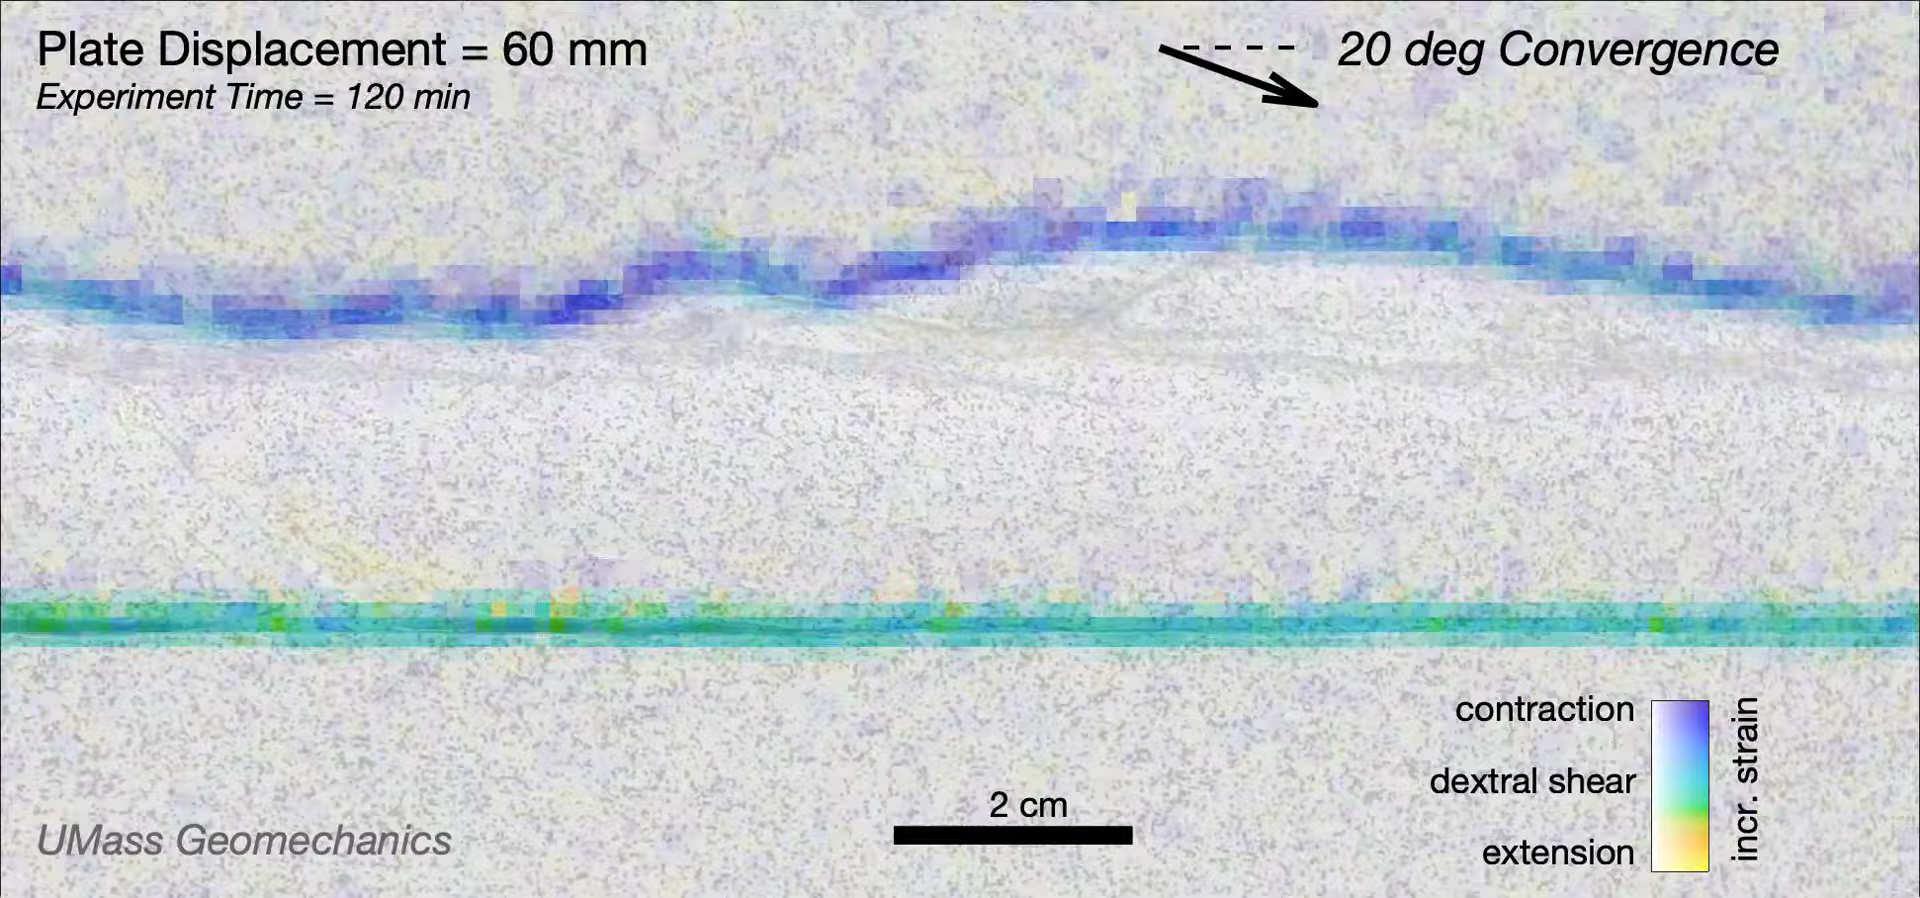 Plate Displacement = 60 mm
Experiment Time = 120 min
20 deg Convergence
contraction
dextral shear
extension
incr. strain
2 cm
UMass Geomechanics